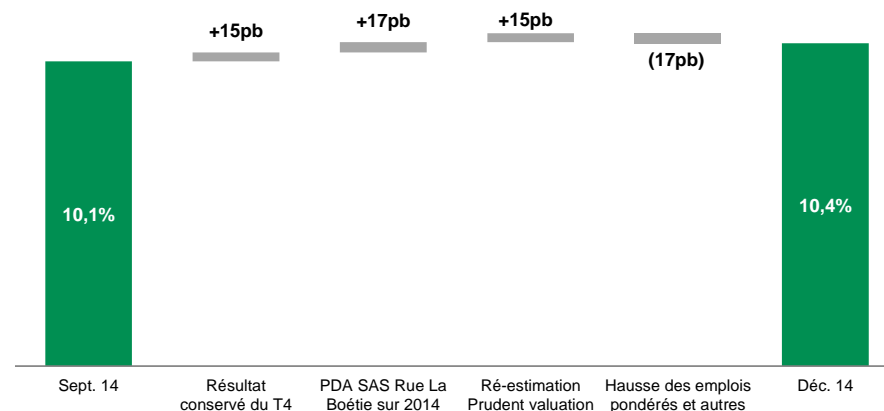 +15pb
+17pb
+15pb
(17pb)
10,1%
10,4%
Sept. 14
Résultat
conservé du T4
PDA SAS Rue La
Boétie sur 2014
Ré-estimation
Prudent valuation
Hausse des emplois
pondérés et autres
Déc. 14